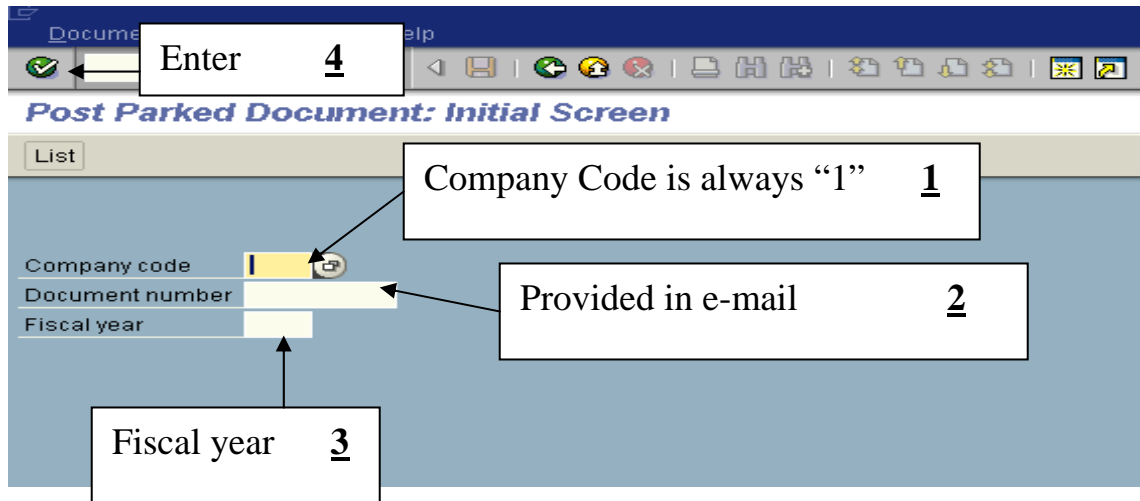 Docume elp
Enter 4
Post Parked Document: Initial Screen
List
Company Code is always “1” 1
Company code
Document number
Provided in e-mail 2
Fiscal year
Fiscal year 3